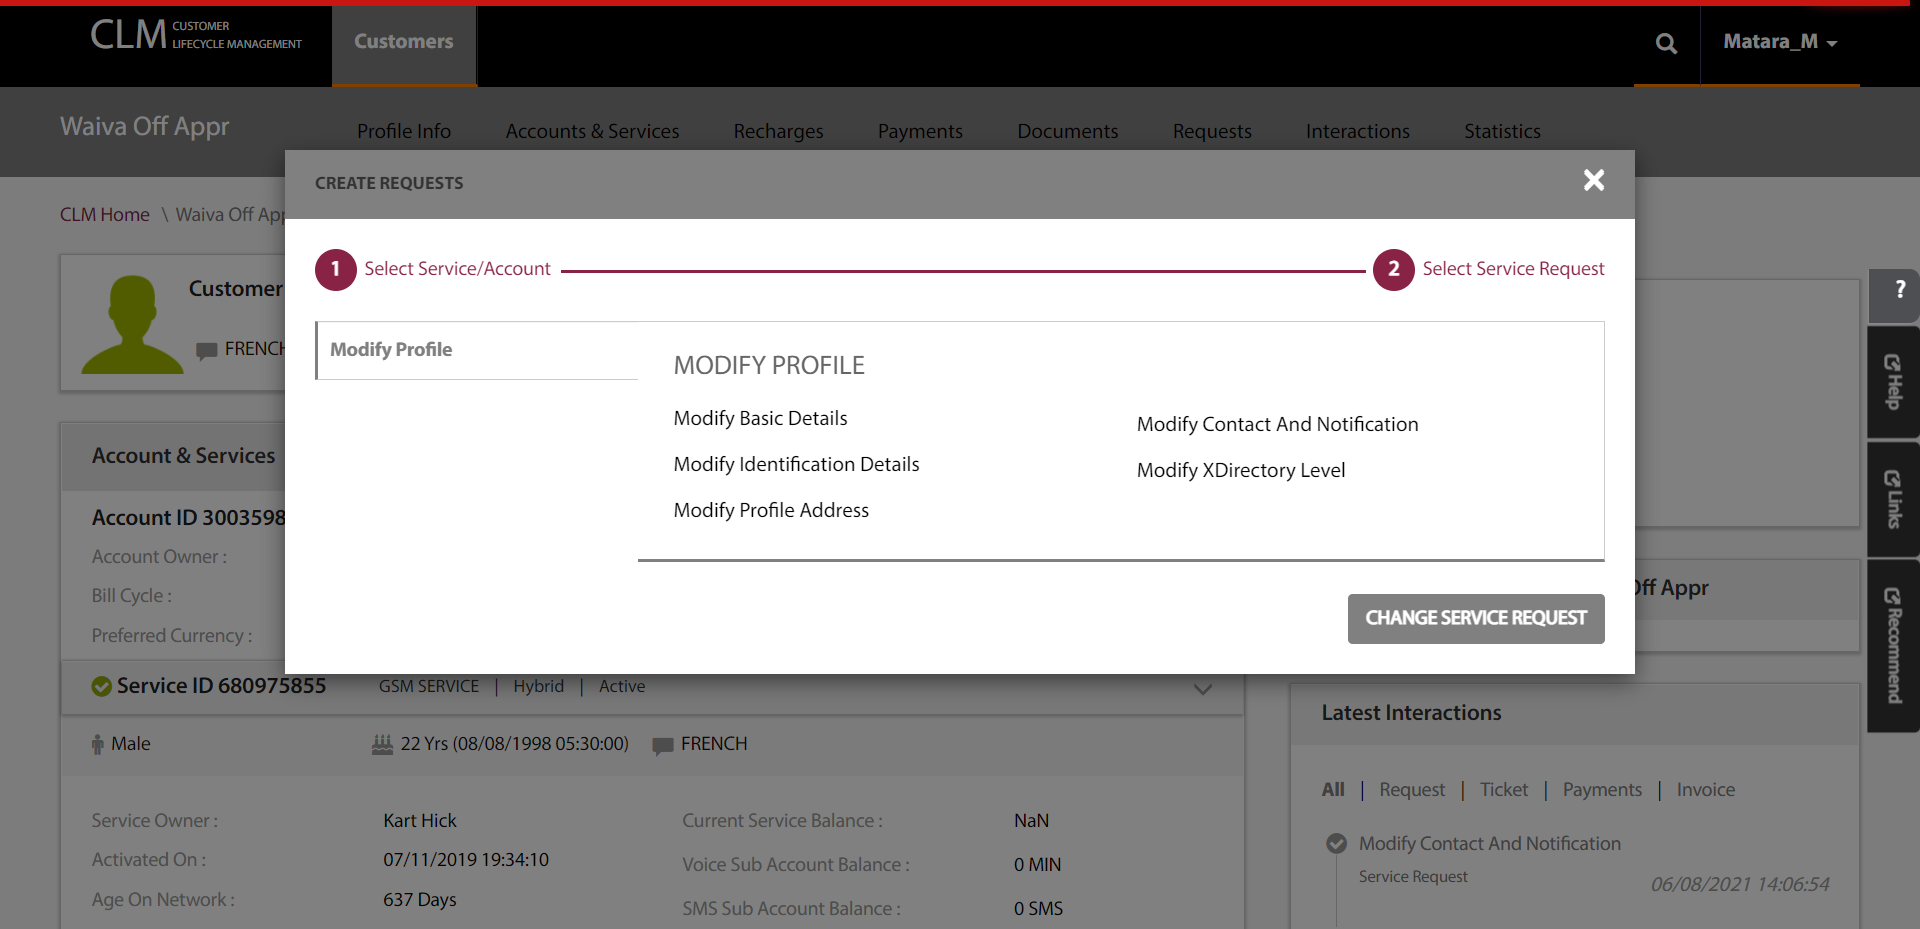 CLM CUSTOMER
LIFECYCLE MANAGEMENT
Customers
Matara_M
Waiva Off Appr
Profile Info
Accounts & Services
Recharges
Payments
Documents
Requests
Interactions
Statistics
CREATE REQUESTS
CLM Home \ Waiva Off App
1 Select Service/Account
2 Select Service Request
Customer
FRENCH
Modify Profile
MODIFY PROFILE
Modify Basic Details
Modify Contact And Notification
Modify Identification Details
Modify XDirectory Level
Modify Profile Address
CHANGE SERVICE REQUEST
?
Help
Links
Recommend
Account & Services
Account ID 3003598
Account Owner :
Bill Cycle :
Preferred Currency :
Off Appr
Service ID 680975855
GSM SERVICE | Hybrid | Active
Male
22 Yrs (08/08/1998 05:30:00)
FRENCH
Service Owner :
Kart Hick
Current Service Balance :
NaN
Activated On :
07/11/2019 19:34:10
Voice Sub Account Balance :
0 MIN
Age On Network :
637 Days
SMS Sub Account Balance :
0 SMS
Latest Interactions
All | Request | Ticket | Payments | Invoice
Modify Contact And Notification
Service Request
06/08/2021 14:06:54